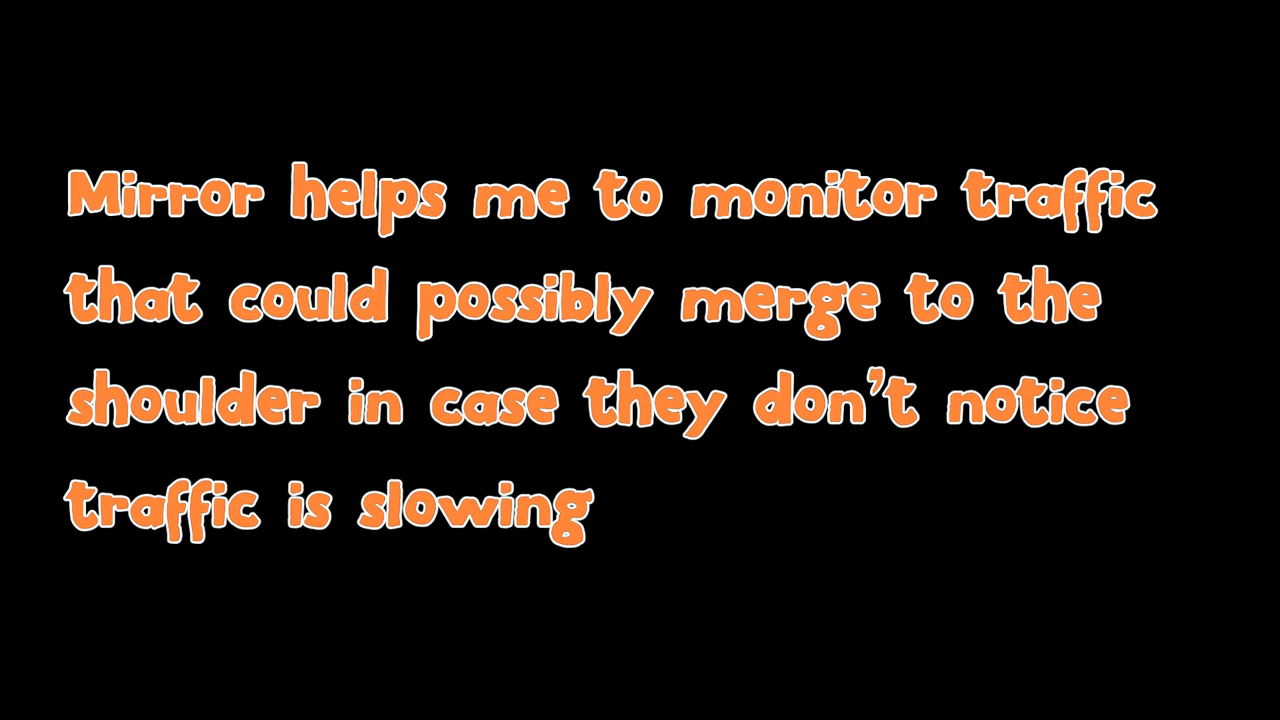 Mirror helps me to monitor traffic
that could possibly merge to the
shoulder in case they don’t notice
traffic is slowing